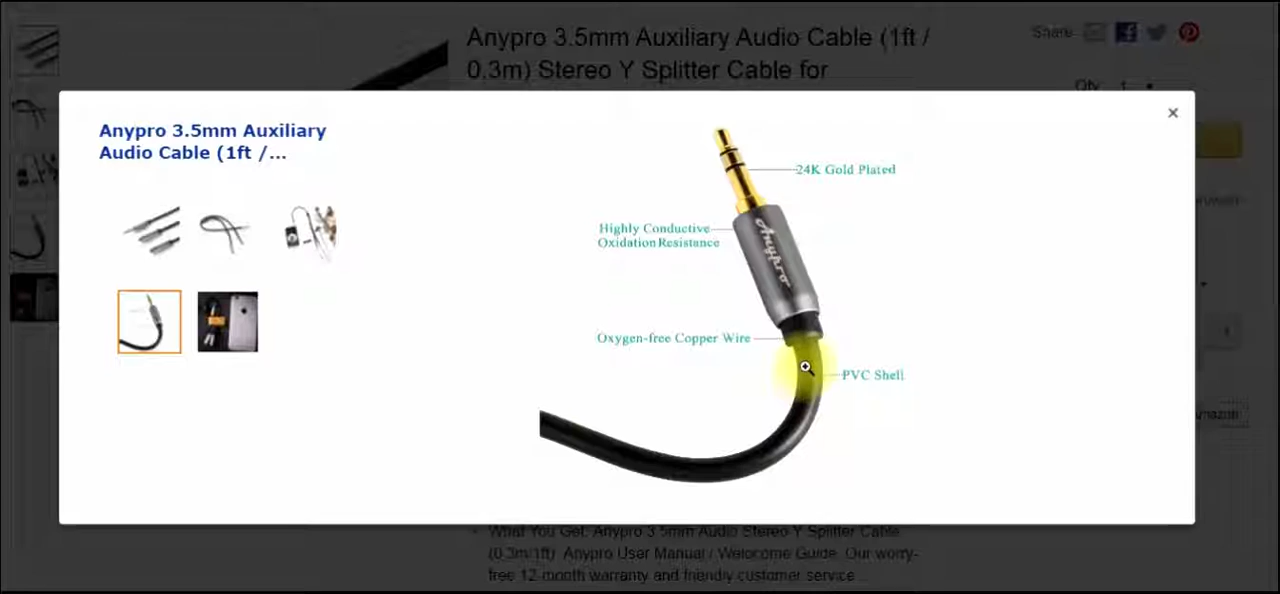 Anypro 3.5mm Auxiliary Audio Cable (1ft /
0.3m) Stereo Y Splitter Cable for
Share
Qty: 1
Anypro 3.5mm Auxiliary
Audio Cable (1ft /...
24K Gold Plated
Highly Conductive
Oxidation Resistance
Anypro
Oxygen-free Copper Wire
PVC Shell
What You Get: Anypro 3.5mm Audio Stereo Y Splitter Cable
(0.3m/1ft), Anypro User Manual / Welcome Guide. Our worry-
free 12-month warranty and friendly customer service...